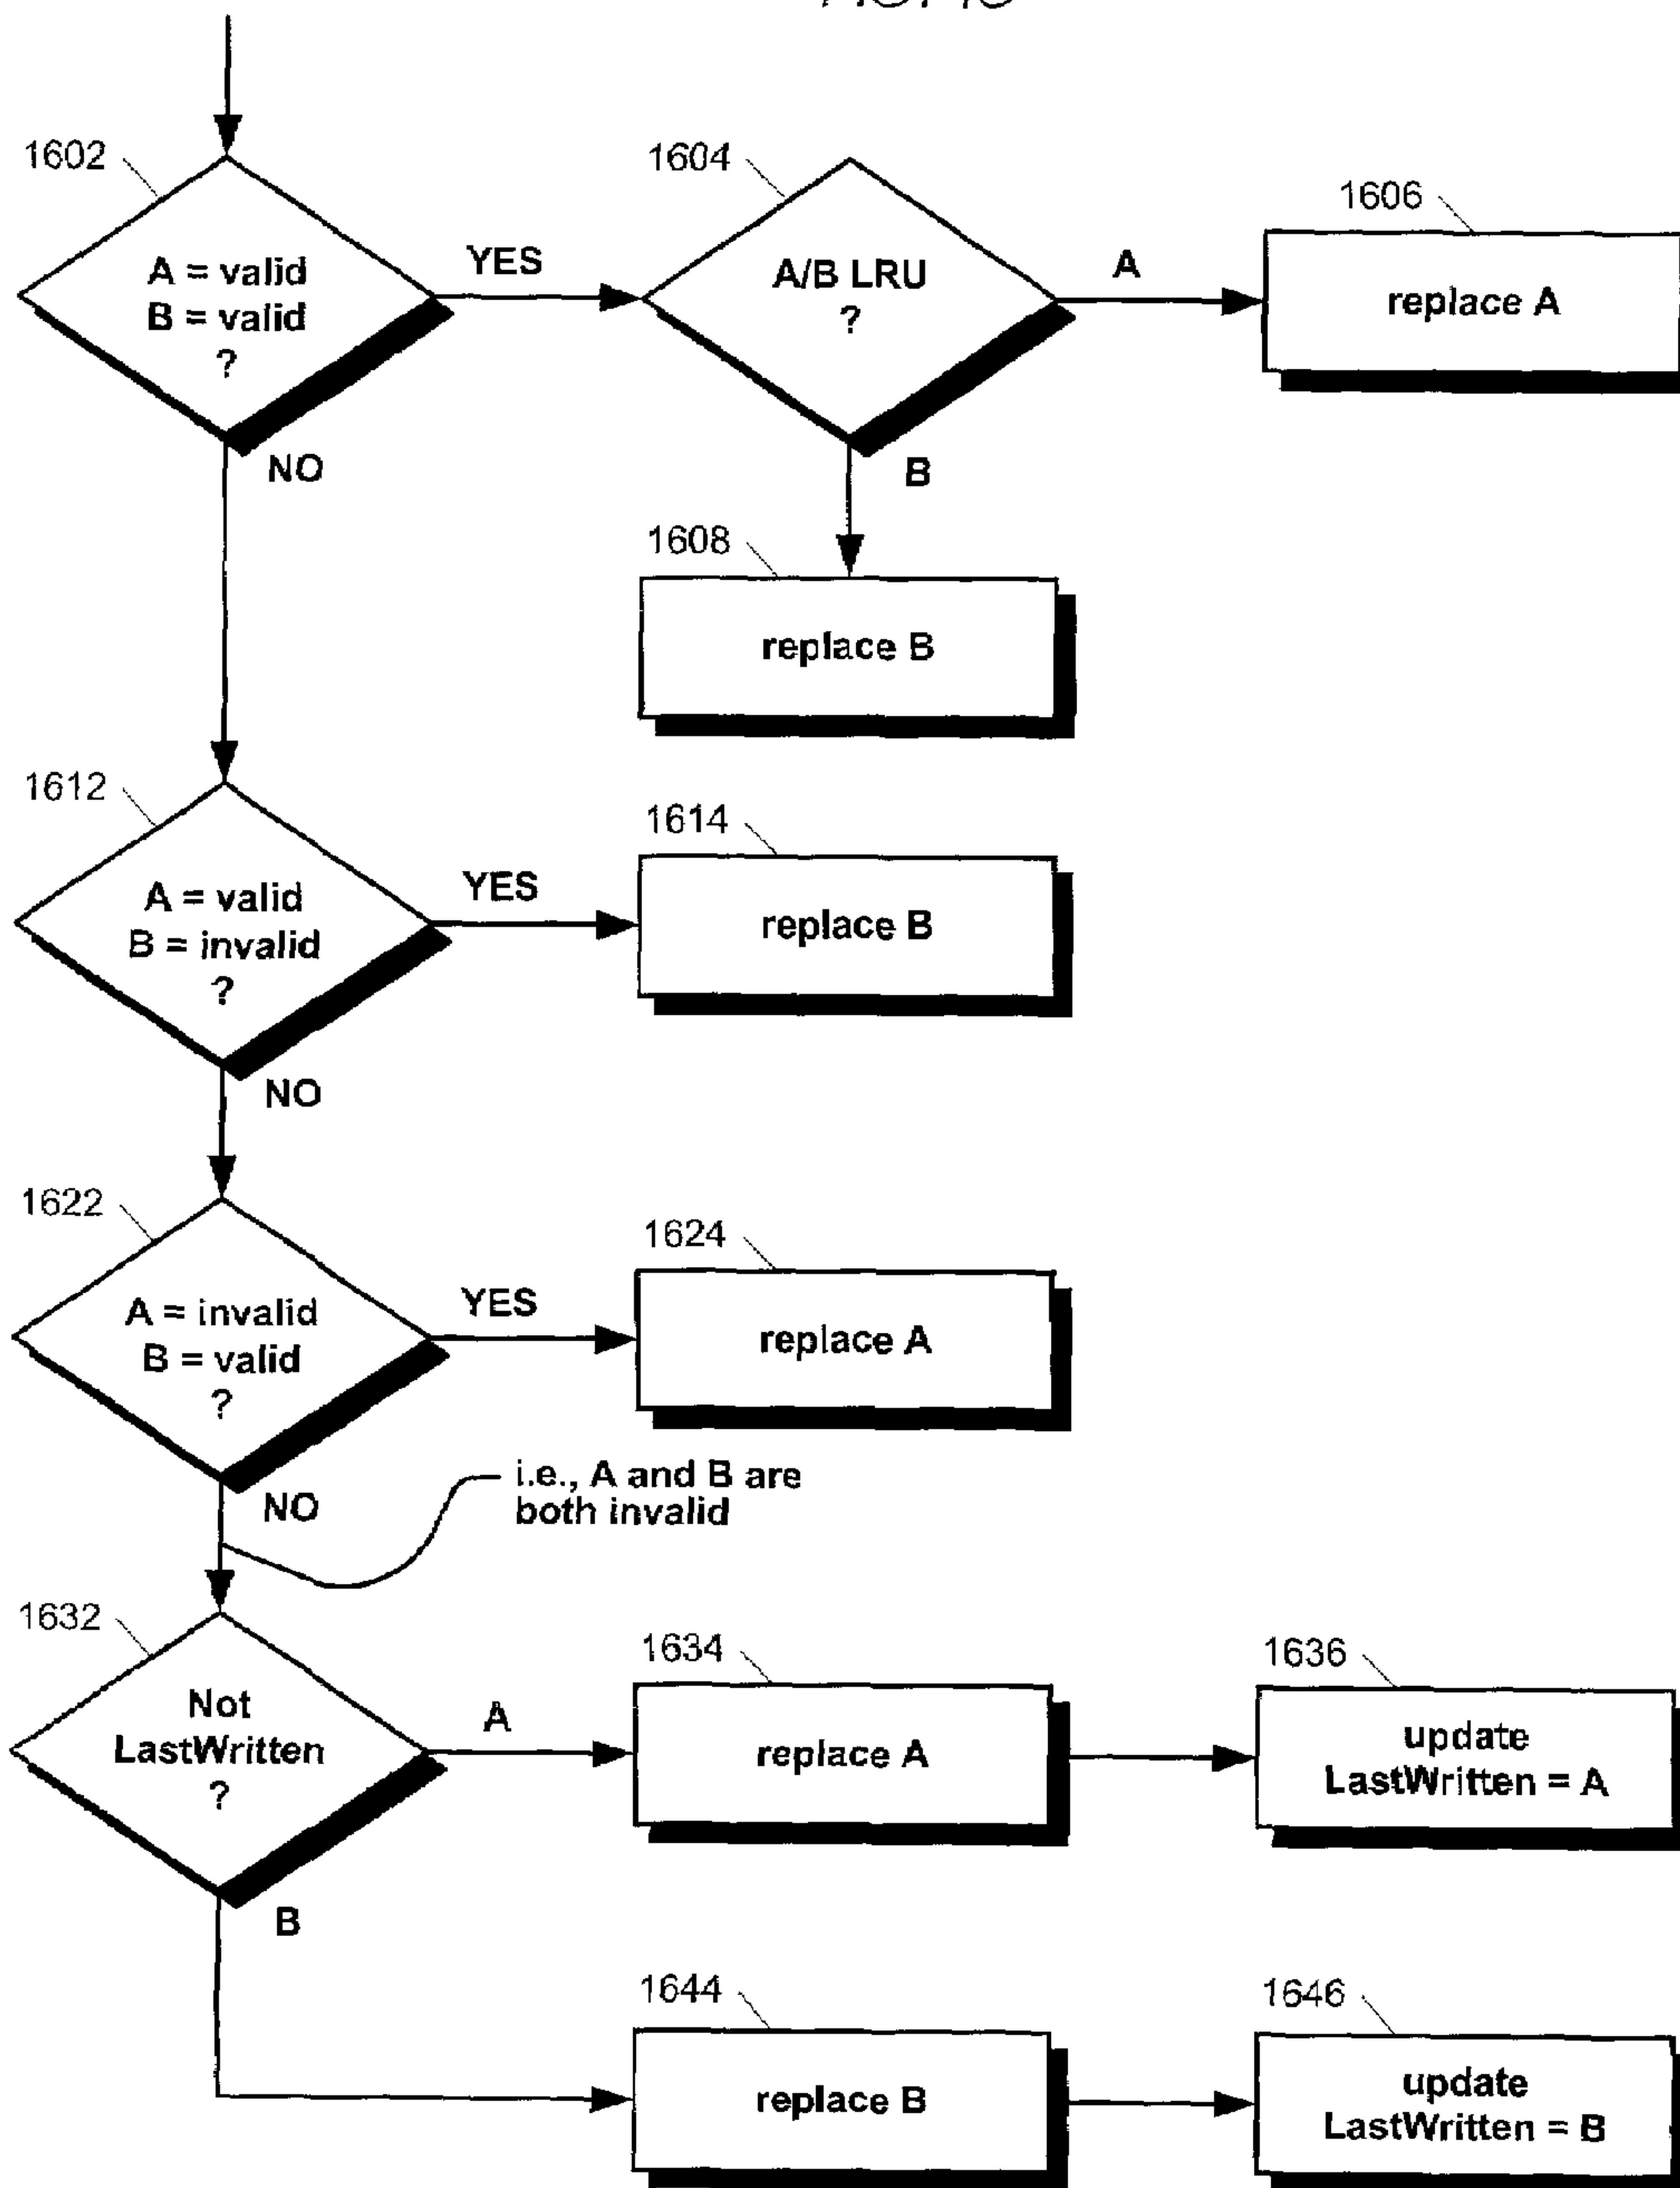 1602
A = valid
B = valid
?
YES
NO
1604
A/B LRU
?
A
B
1606
replace A
1608
replace B
1612
A = valid
B = invalid
?
YES
NO
1614
replace B
1622
A = invalid
B = valid
?
YES
NO
1624
replace A
i.e., A and B are
both invalid
1632
Not
LastWritten
?
A
B
1634
replace A
1636
update
LastWritten = A
1644
replace B
1646
update
LastWritten = B